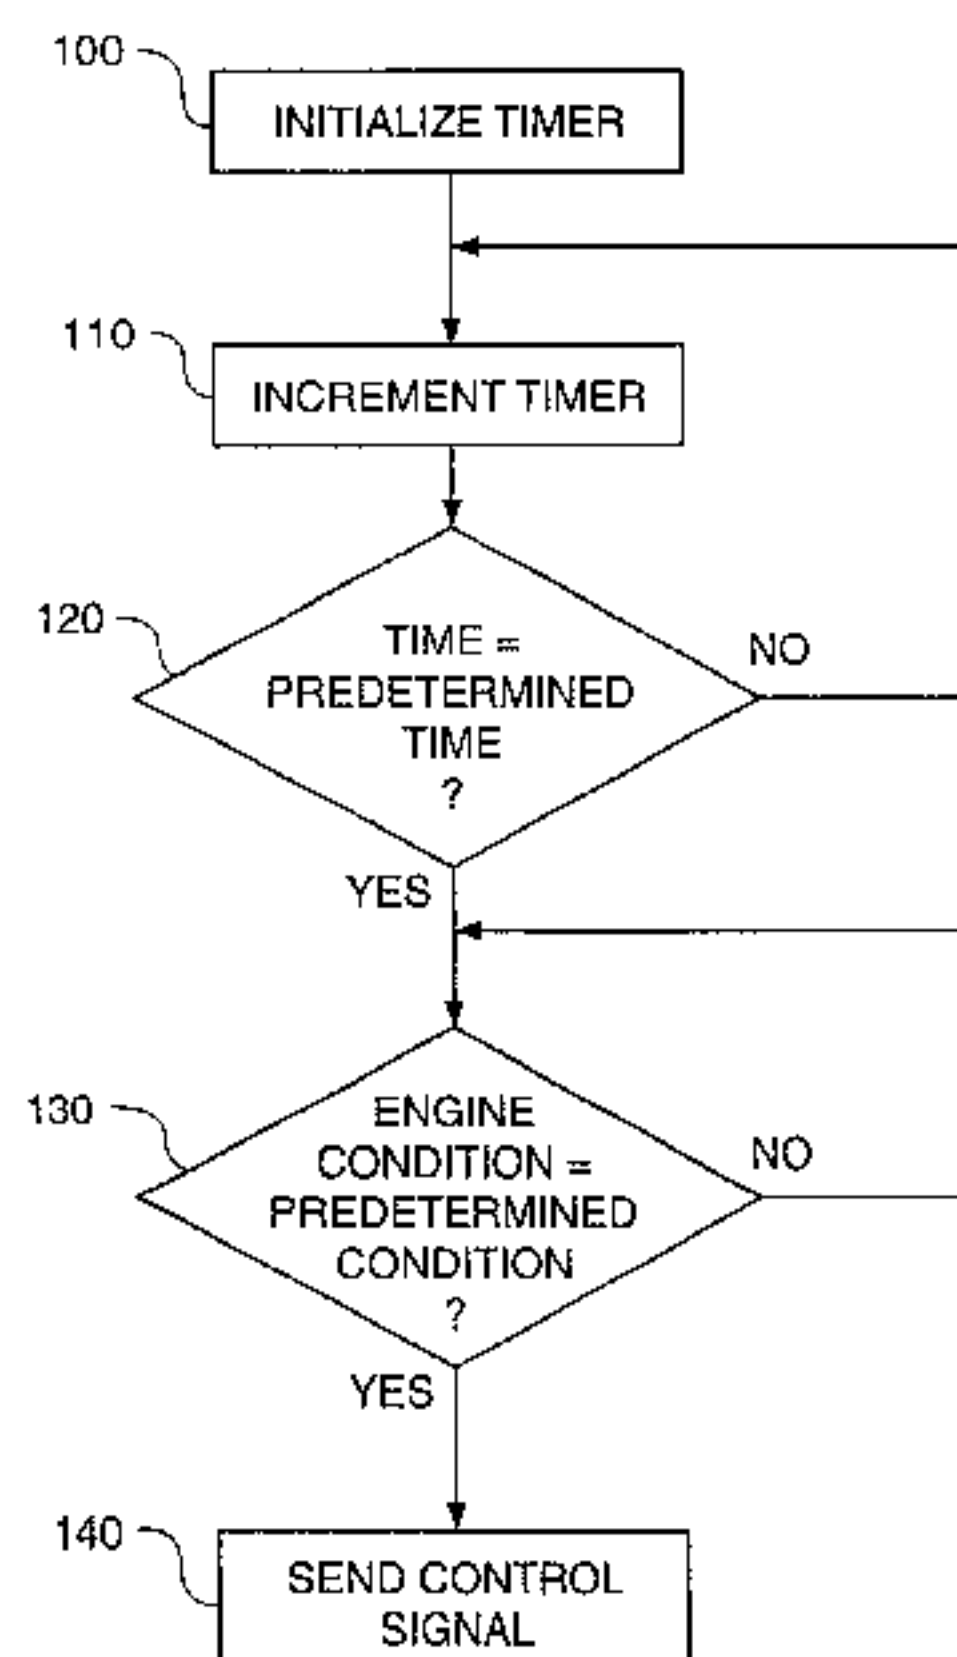 100
INITIALIZE TIMER
110
INCREMENT TIMER
120
TIME =
PREDETERMINED
TIME
?
NO
YES
130
ENGINE
CONDITION =
PREDETERMINED
CONDITION
?
NO
YES
140
SEND CONTROL
SIGNAL